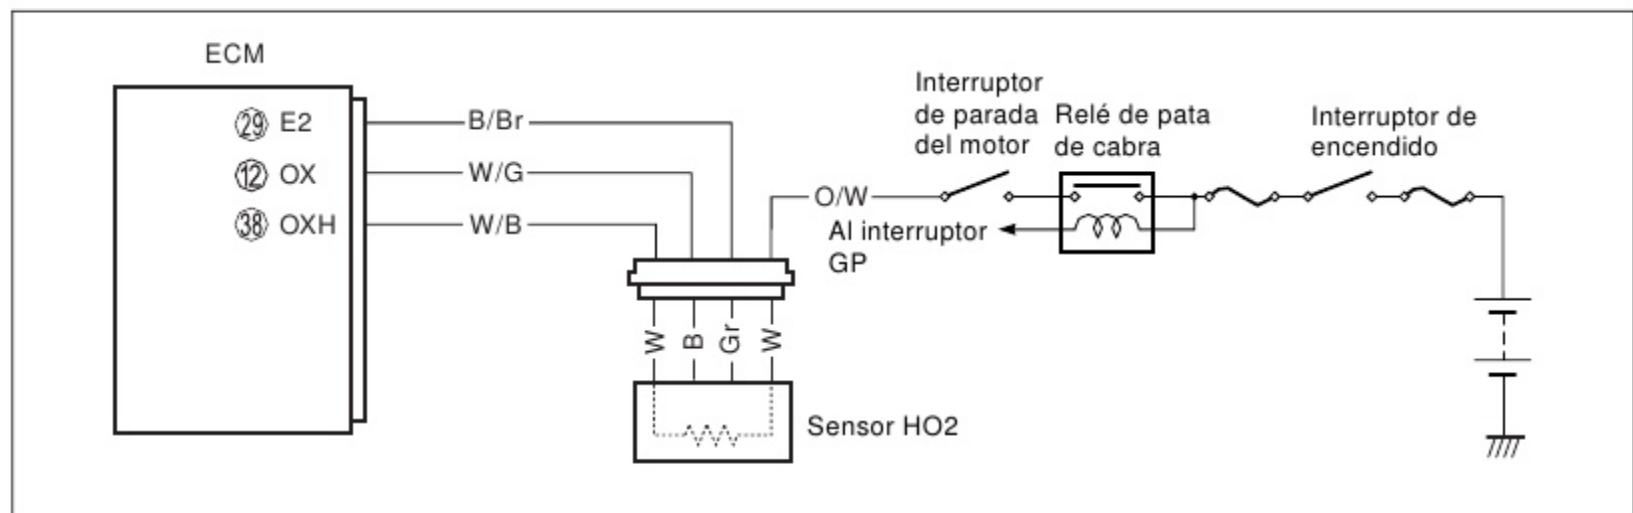 ECM
29 E2
12 OX
38 OXH
B/Br
W/G
W/B
O/W
Interruptor
de parada
del motor
Relé de pata
de cabra
Interruptor de
encendido
Al interruptor
GP
W
B
Gr
W
Sensor HO2